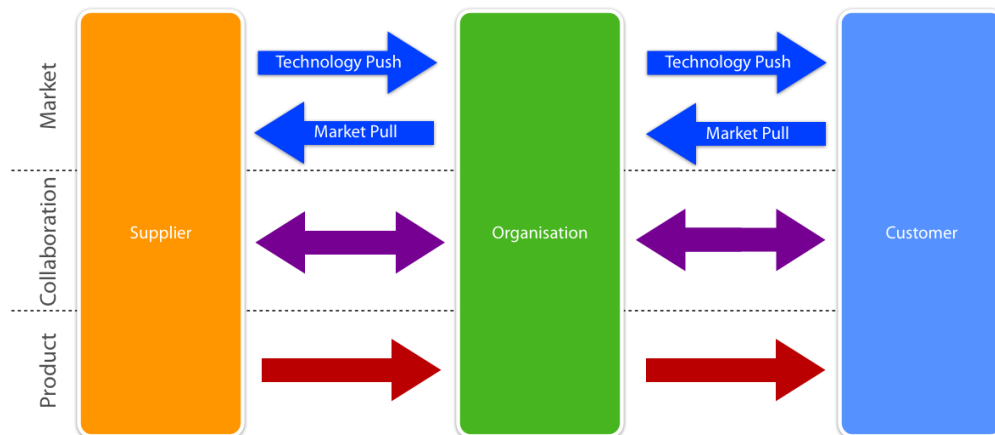 Market
Technology Push
Technology Push
Market Pull
Market Pull
Collaboration
Supplier
Organisation
Customer
Product